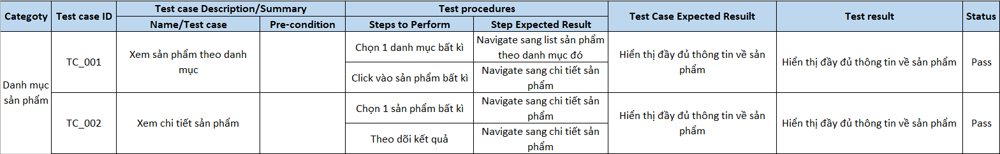 Categoty
Test case ID
Test case Description/Summary
Test procedures
Test Case Expected Resuilt
Test result
Status
Name/Test case
Pre-condition
Steps to Perform
Step Expected Result
Danh mục
sản phẩm
TC_001
Xem sản phẩm theo danh
mục
Chọn 1 danh mục bất kì
Navigate sang list sản phẩm
theo danh mục đó
Click vào sản phẩm bất kì
Navigate sang chi tiết sản
phẩm
Hiển thị đầy đủ thông tin về sản
phẩm
Hiển thị đầy đủ thông tin về sản phẩm
Pass
TC_002
Xem chi tiết sản phẩm
Chọn 1 sản phẩm bất kì
Navigate sang chi tiết sản
phẩm
Theo dõi kết quả
Navigate sang chi tiết sản
phẩm
Hiển thị đầy đủ thông tin về sản
phẩm
Hiển thị đầy đủ thông tin về sản phẩm
Pass